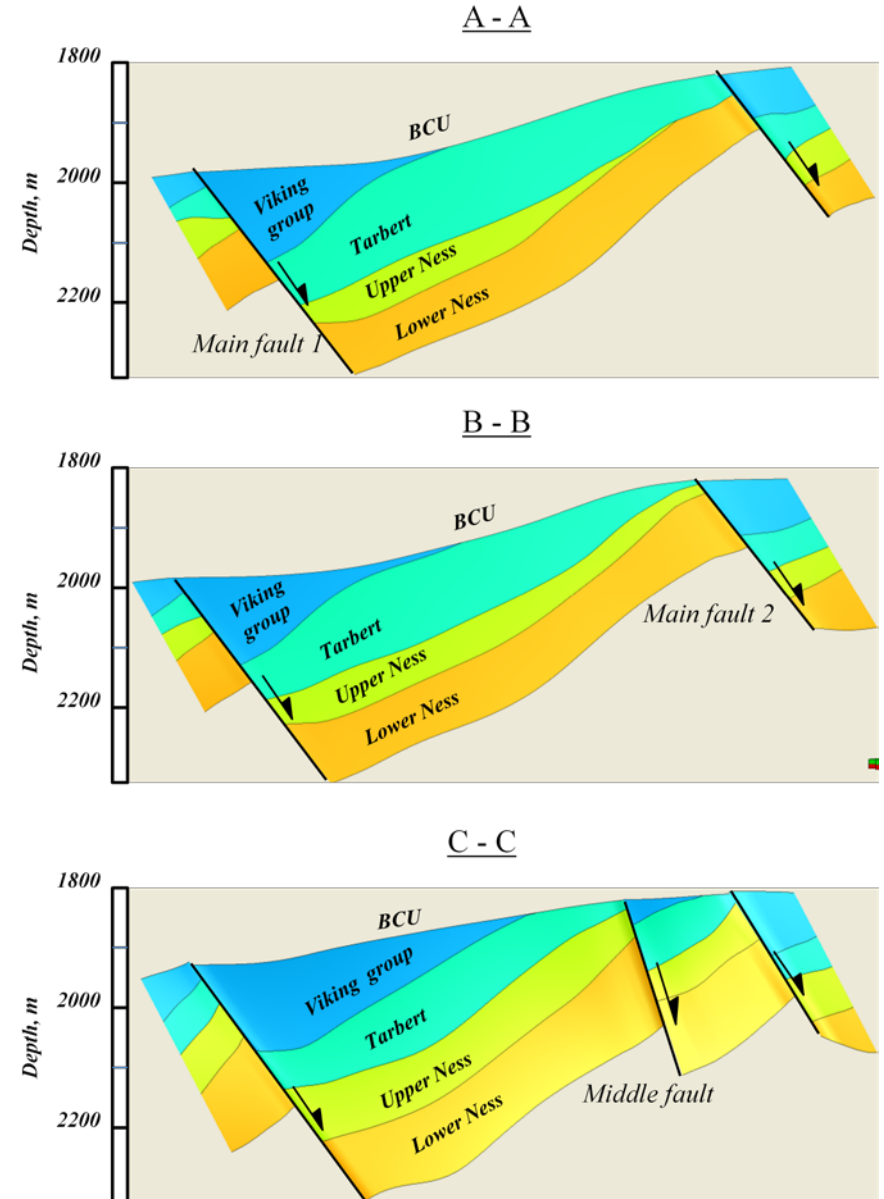 A - A
1800
BCU
2000
Viking
group
Tarbert
Depth, m
Upper Ness
2200
Lower Ness
Main fault 1
B - B
1800
BCU
2000
Viking
group
Main fault 2
Tarbert
Depth, m
Upper Ness
2200
Lower Ness
C - C
1800
BCU
Viking group
2000
Tarbert
Depth, m
Upper Ness
Middle fault
2200
Lower Ness